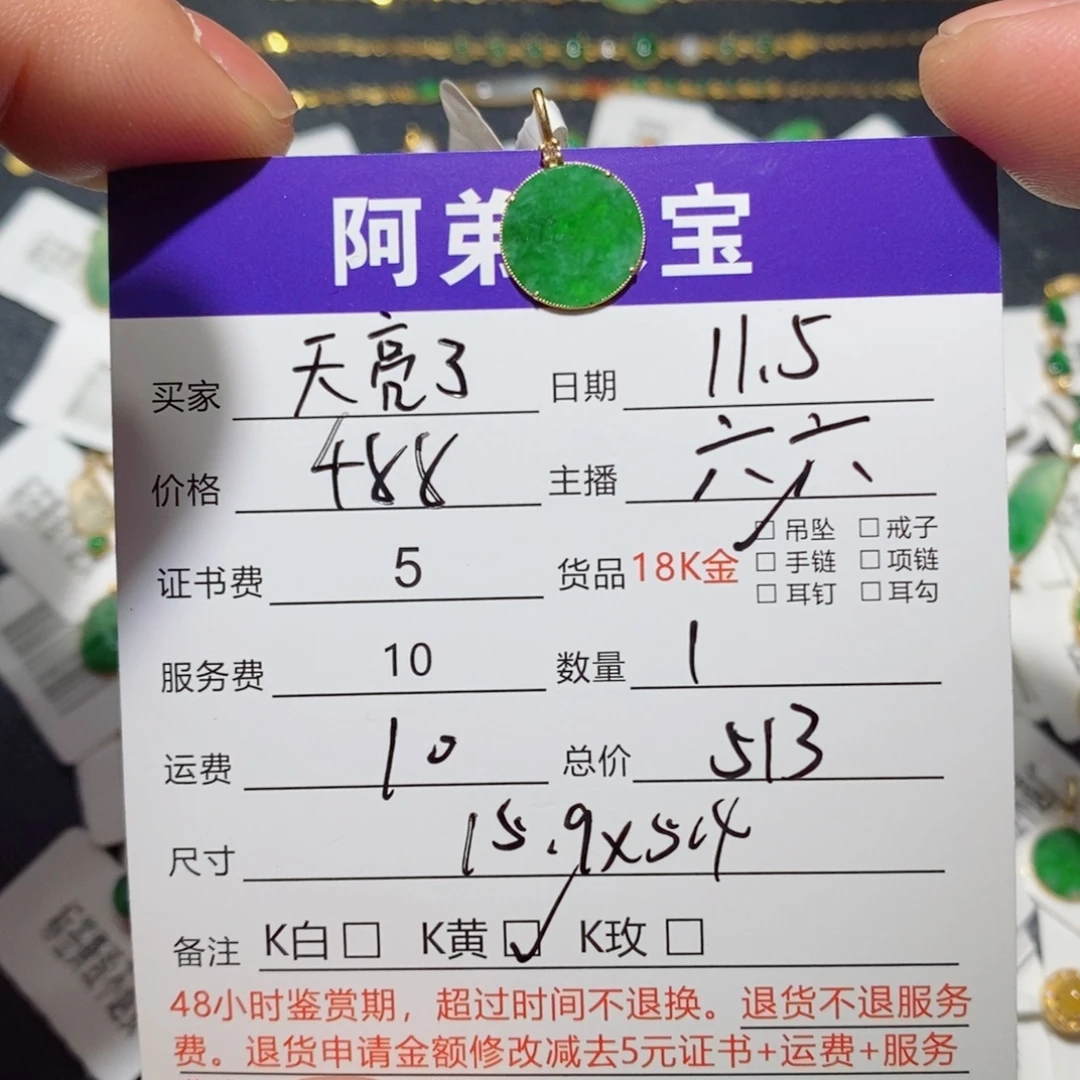 阿弟 宝
买家 天亮了 日期 11.5
价格 488 主播 六六
证书费 5 货品 18K金 吊坠 戒子
手链 项链
耳钉 耳勾
服务费 10 数量 1
运费 10 总价 513
尺寸 15.9x5.4
备注 K白 K黄 K玫
48小时鉴赏期，超过时间不退换。退货不退服务
费。退货申请金额修改减去5元证书+运费+服务